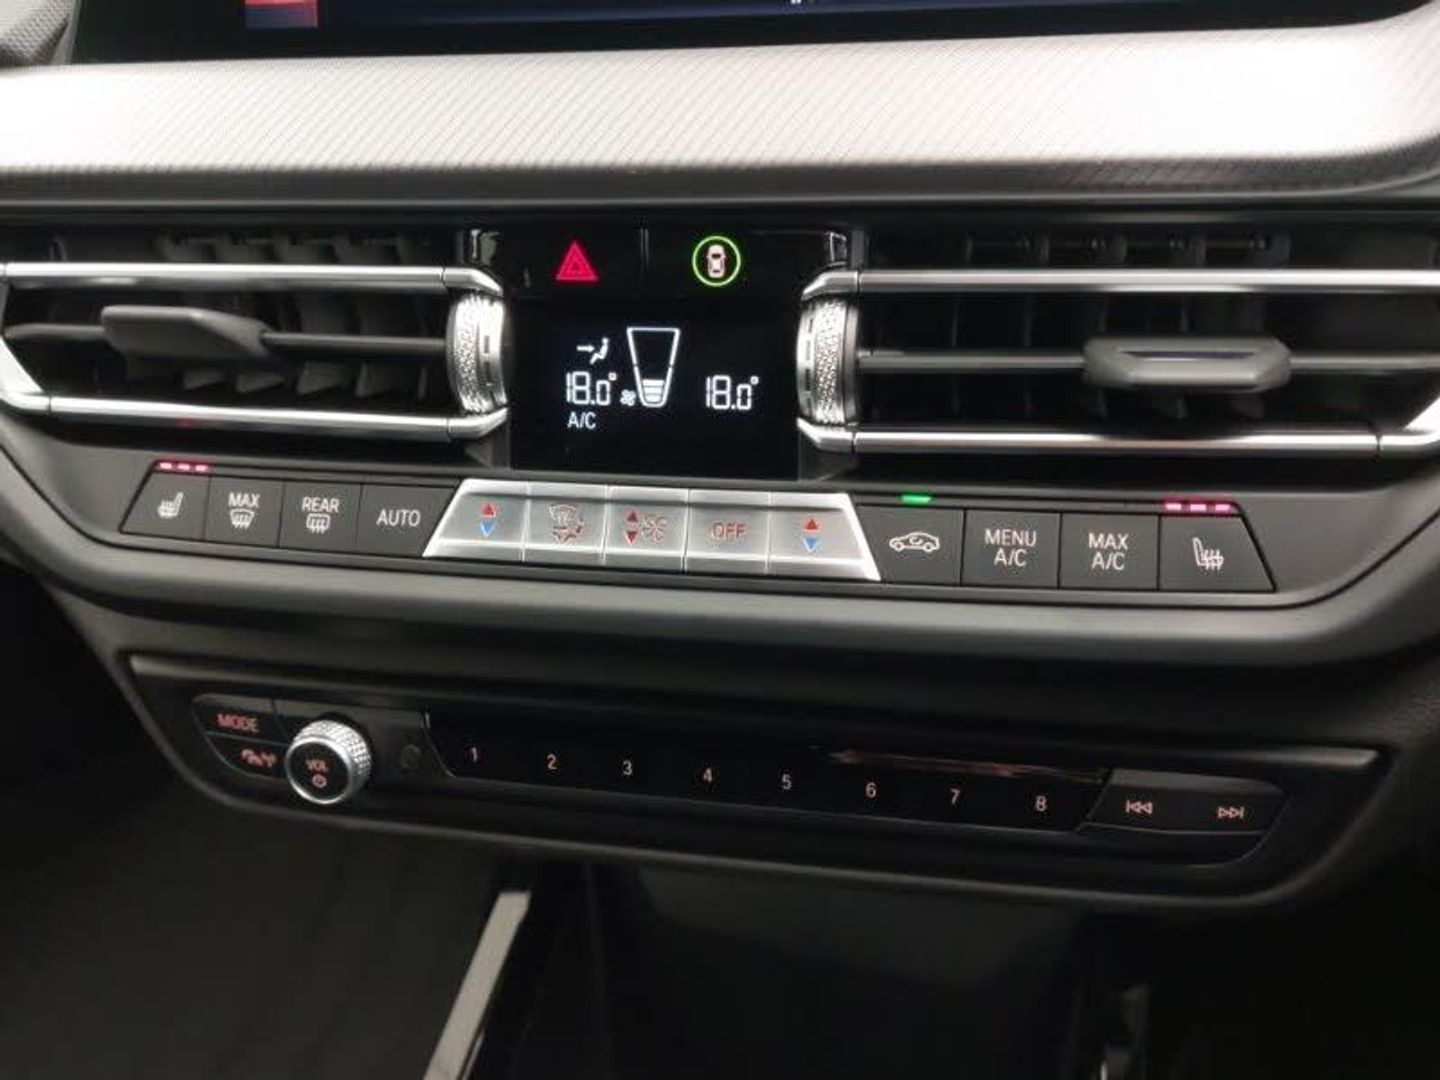 18.0° 18.0°
A/C
MAX REAR AUTO OFF MENU A/C MAX A/C
MODE VOL 1 2 3 4 5 6 7 8